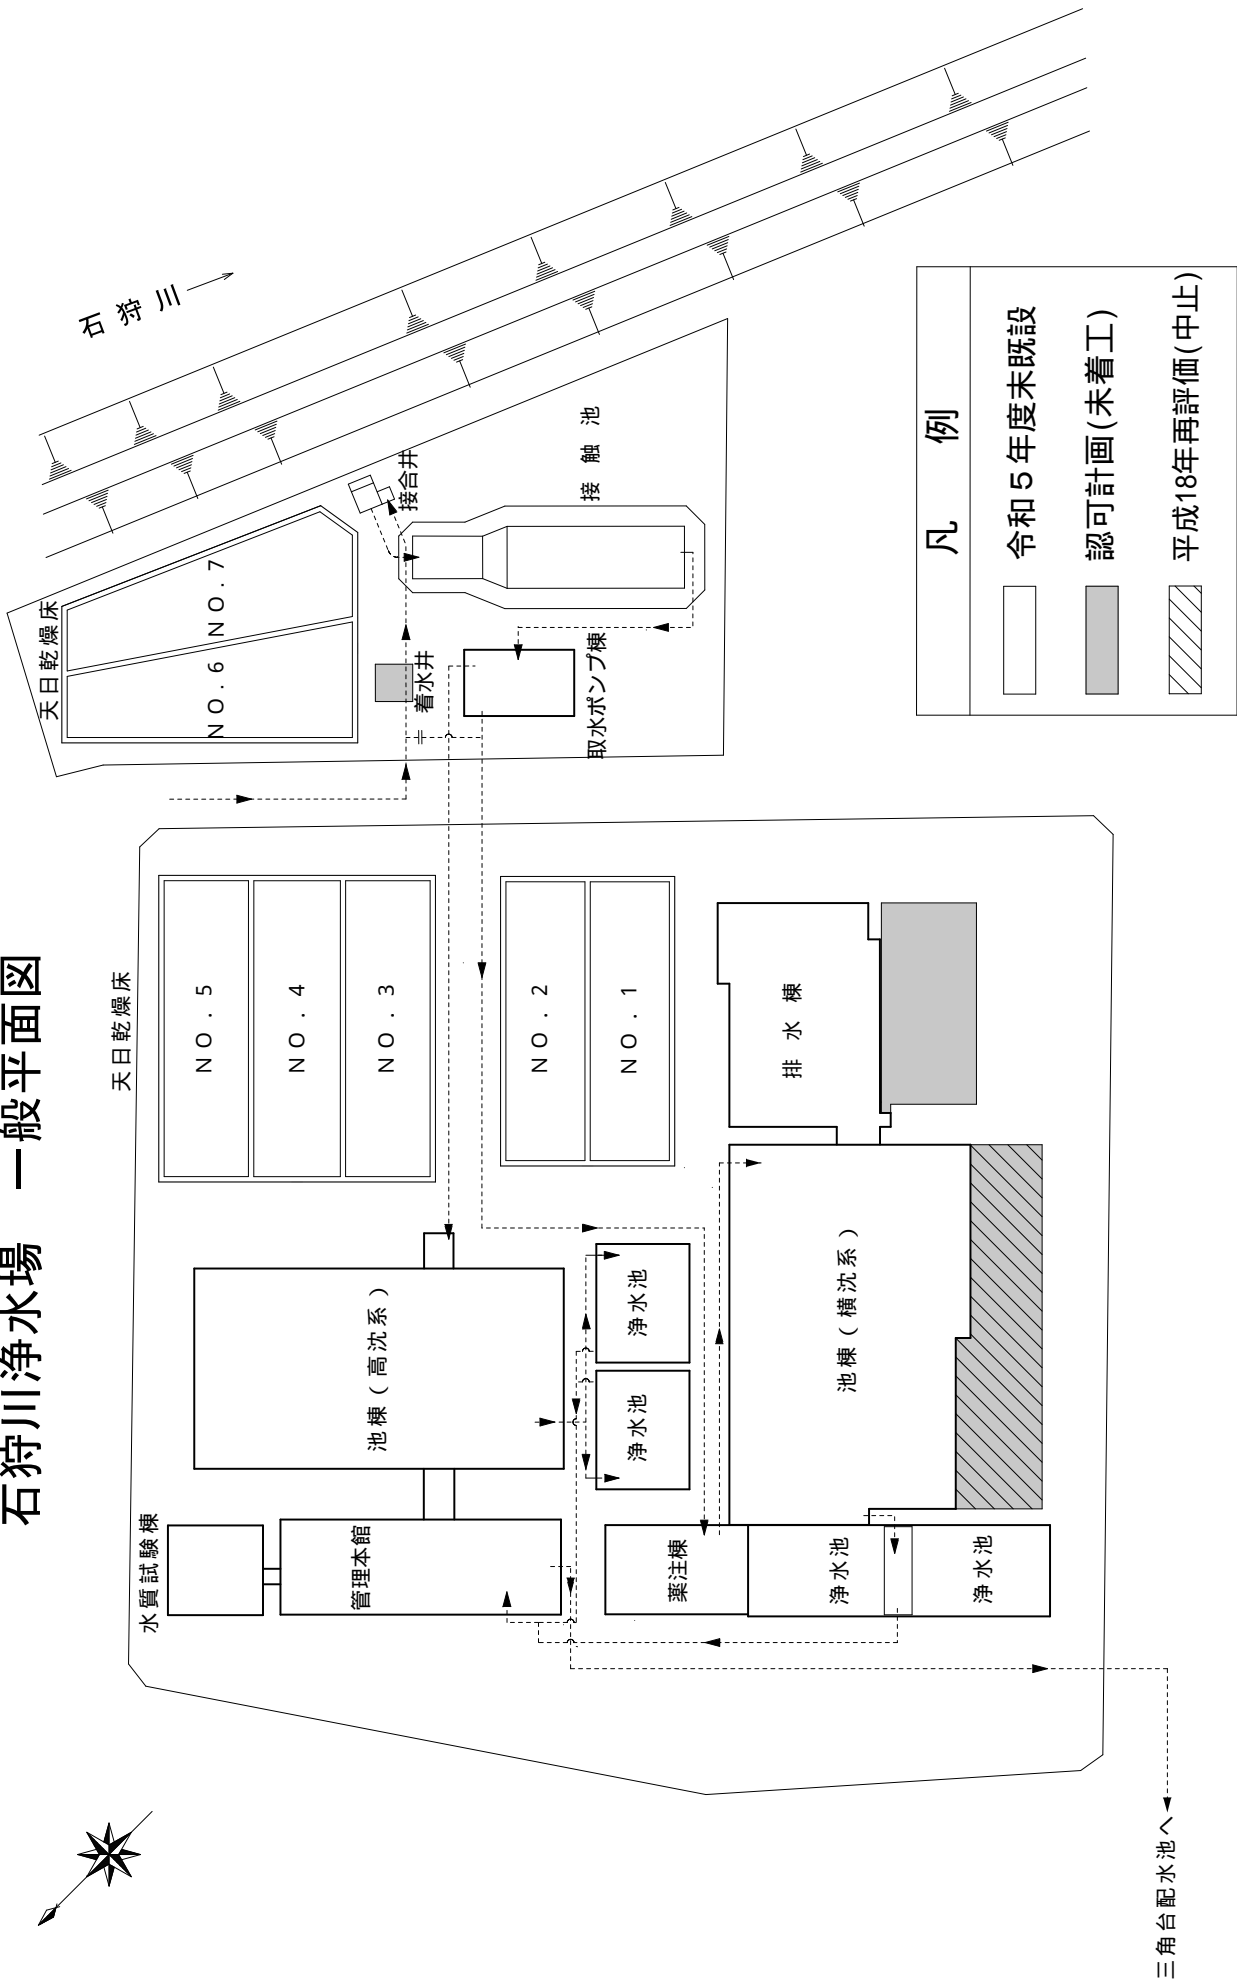 石狩川浄水場　一般平面図
石 狩 川
天日乾燥床
NO.7
NO.6
接合井
接 触 池
着水井
取水ポンプ棟
天日乾燥床
NO.5
NO.4
NO.3
NO.2
NO.1
排 水 棟
池棟(高沈系)
浄水池
浄水池
池棟(横沈系)
水質試験棟
管理本館
薬注棟
浄水池
浄水池
三角台配水池へ
凡　例
令和５年度末既設
認可計画(未着工)
平成18年再評価(中止)